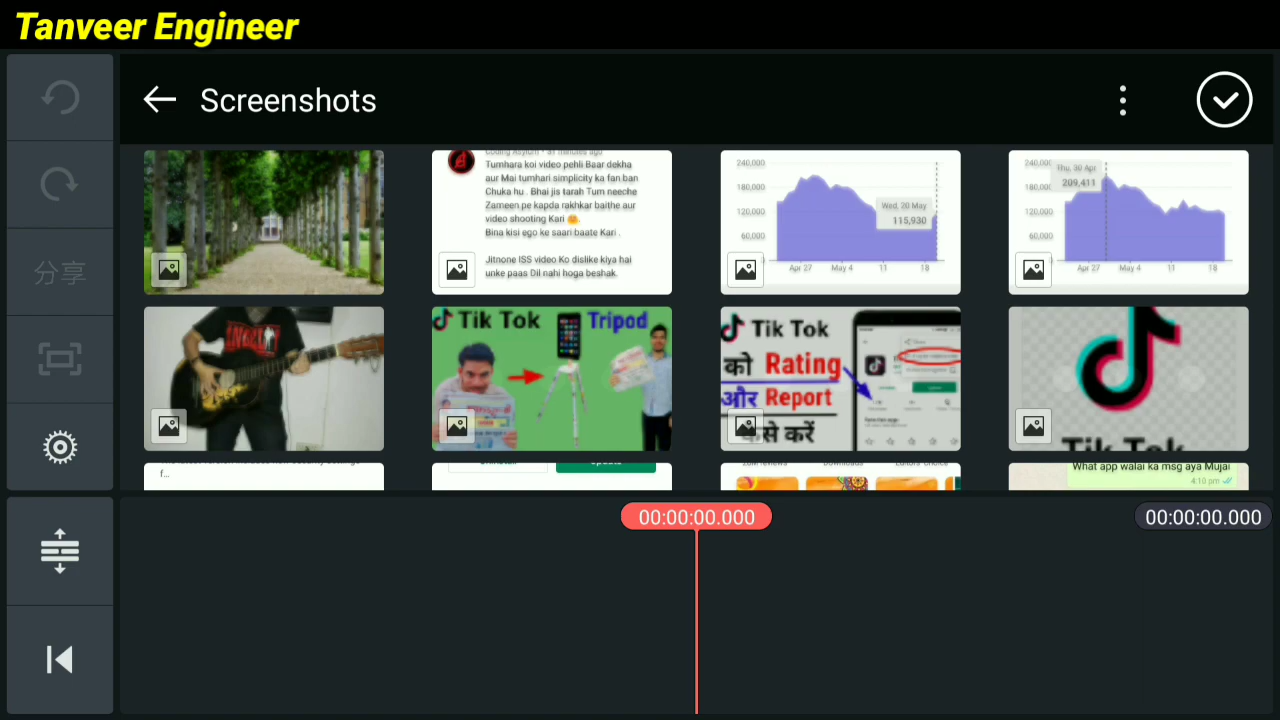 Tanveer Engineer
Screenshots
分享
Tumhara koi video pehli Baar dekha
aur Mai tumhari simplicity ka fan ban
Chuka hu . Bhai jis tarah Tum neeche
Zameen pe kapda rakhkar baithe aur
video shooting Kari
Bina kisi ego ke saari baate Kari .
Jitnone ISS video Ko dislike kiya hai
unke paas Dil nahi hoga beshak.
240,000
180,000
120,000
60,000
Wed, 20 May
115,930
Apr 27 May 4 11 18
240,000
180,000
120,000
60,000
Thu, 30 Apr
209,411
Apr 27 May 4 11 18
Tik Tok Tripod
Tik Tok
को Rating
और Report
करें
Tik Tok
f...
Downloads
What app walai ka msg aya Mujai
4:10 pm
00:00:00.000
00:00:00.000